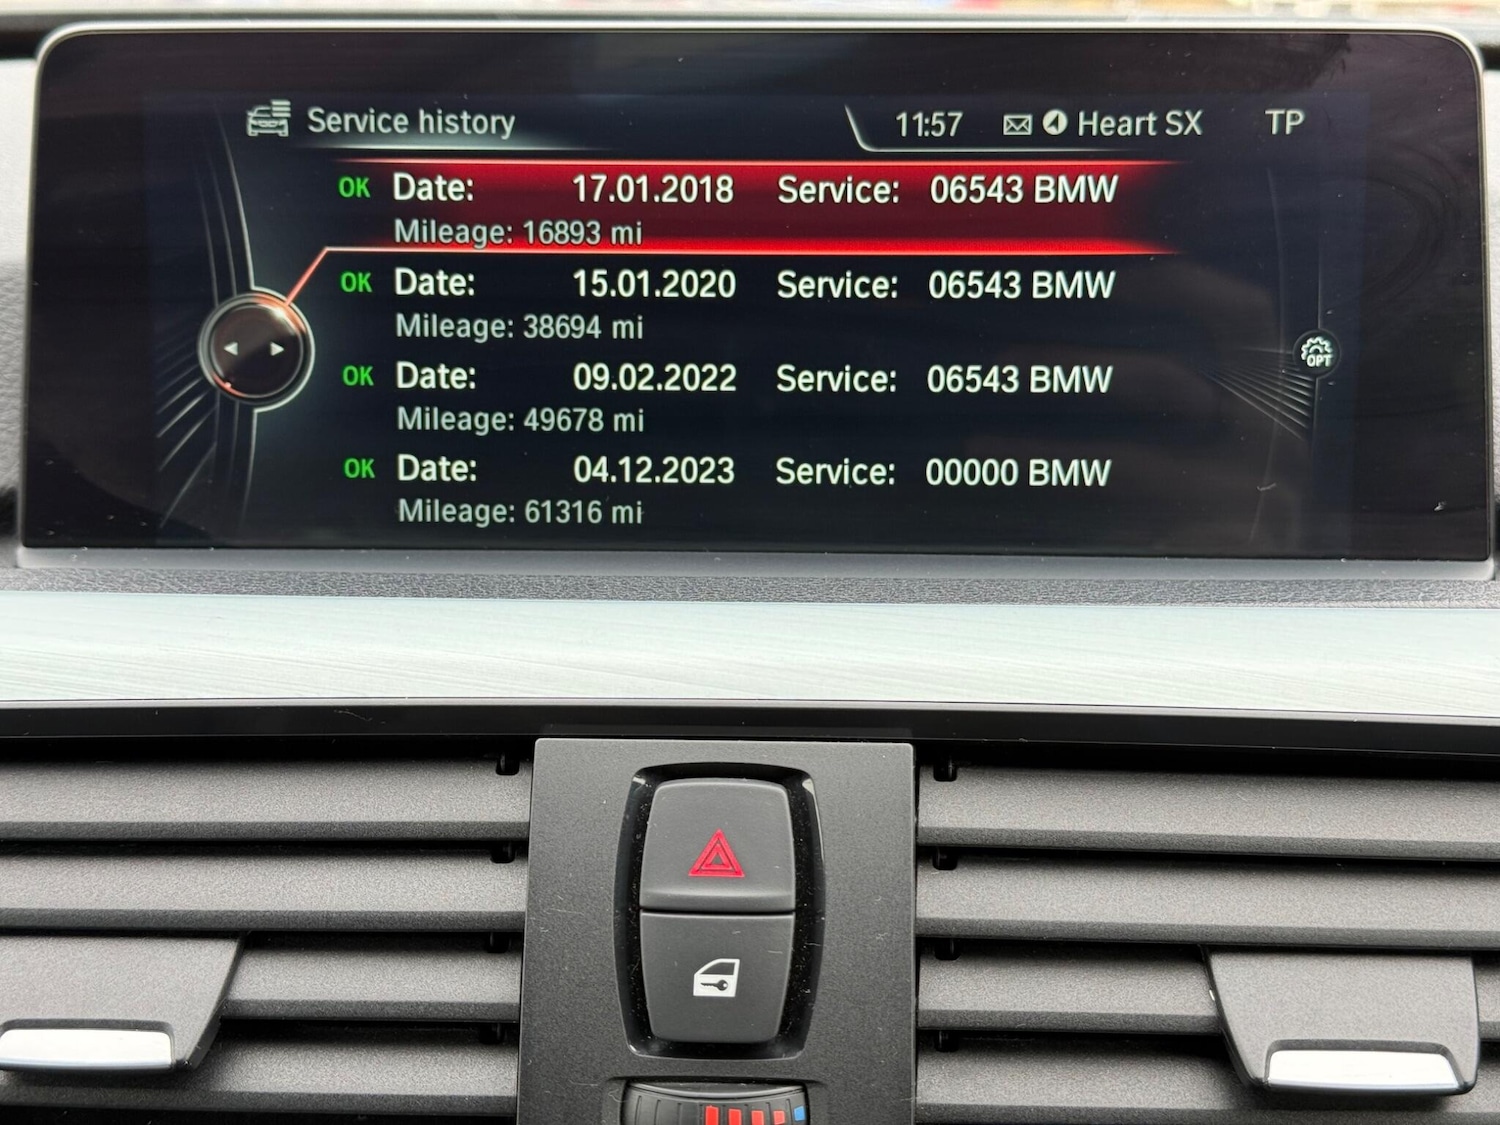 Service history 11:57 Heart SX TP
OK Date: 17.01.2018 Service: 06543 BMW
Mileage: 16893 mi
OK Date: 15.01.2020 Service: 06543 BMW
Mileage: 38694 mi
OK Date: 09.02.2022 Service: 06543 BMW
Mileage: 49678 mi
OPT
OK Date: 04.12.2023 Service: 00000 BMW
Mileage: 61316 mi